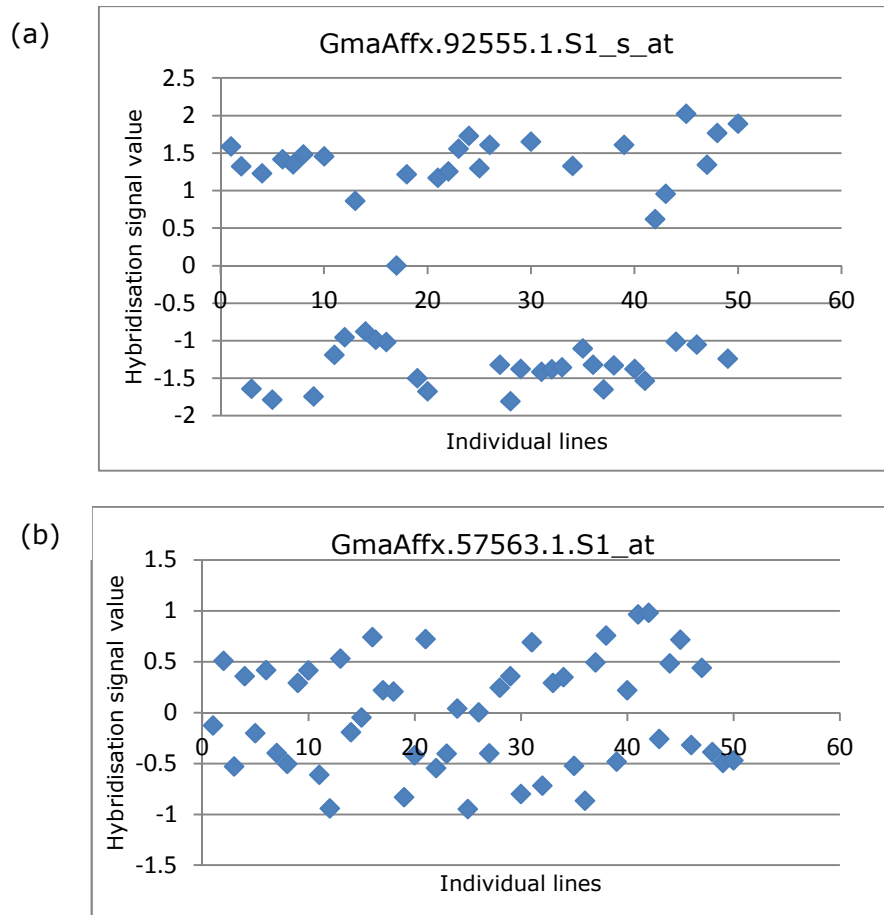 (a)
GmaAffx.92555.1.S1_s_at
Hybridisation signal value
2.5
2
1.5
1
0.5
0
-0.5
-1
-1.5
-2
0 10 20 30 40 50 60
Individual lines
(b)
GmaAffx.57563.1.S1_at
Hybridisation signal value
1.5
1
0.5
0
-0.5
-1
-1.5
0 10 20 30 40 50 60
Individual lines